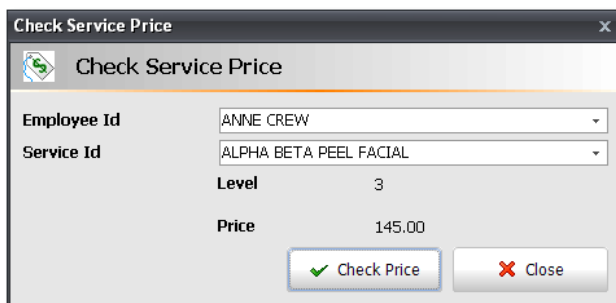 Check Service Price x
Check Service Price
Employee Id ANNE CREW
Service Id ALPHA BETA PEEL FACIAL
Level 3
Price 145.00
Check Price Close